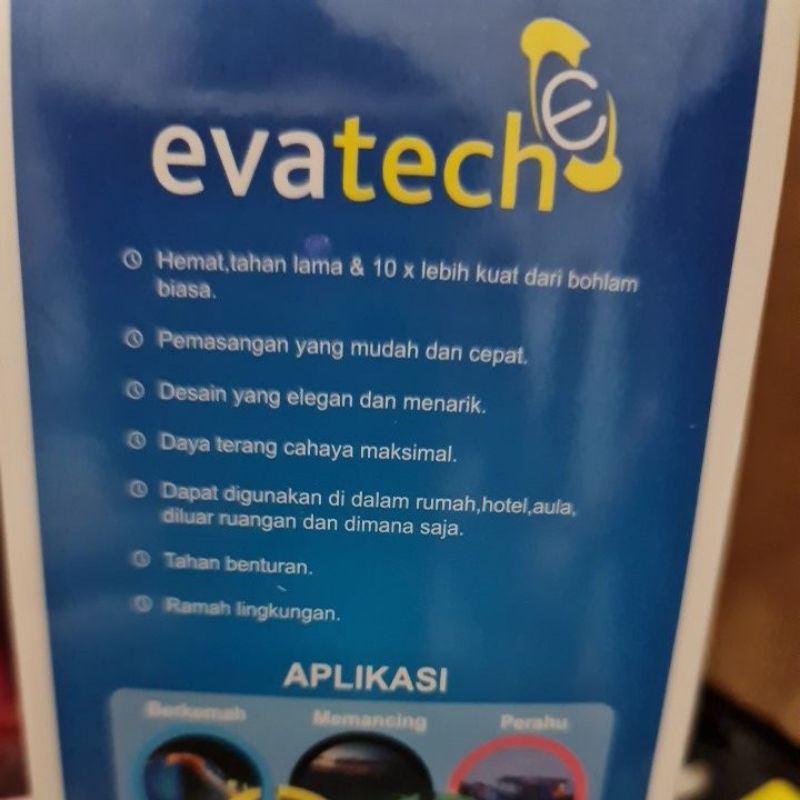 evatech
Hemat,tahan lama & 10 x lebih kuat dari bohlam
biasa.
Pemasangan yang mudah dan cepat.
Desain yang elegan dan menarik.
Daya terang cahaya maksimal.
Dapat digunakan di dalam rumah,hotel,aula,
diluar ruangan dan dimana saja.
Tahan benturan.
Ramah lingkungan.
APLIKASI
Berkemah Memancing Perahu